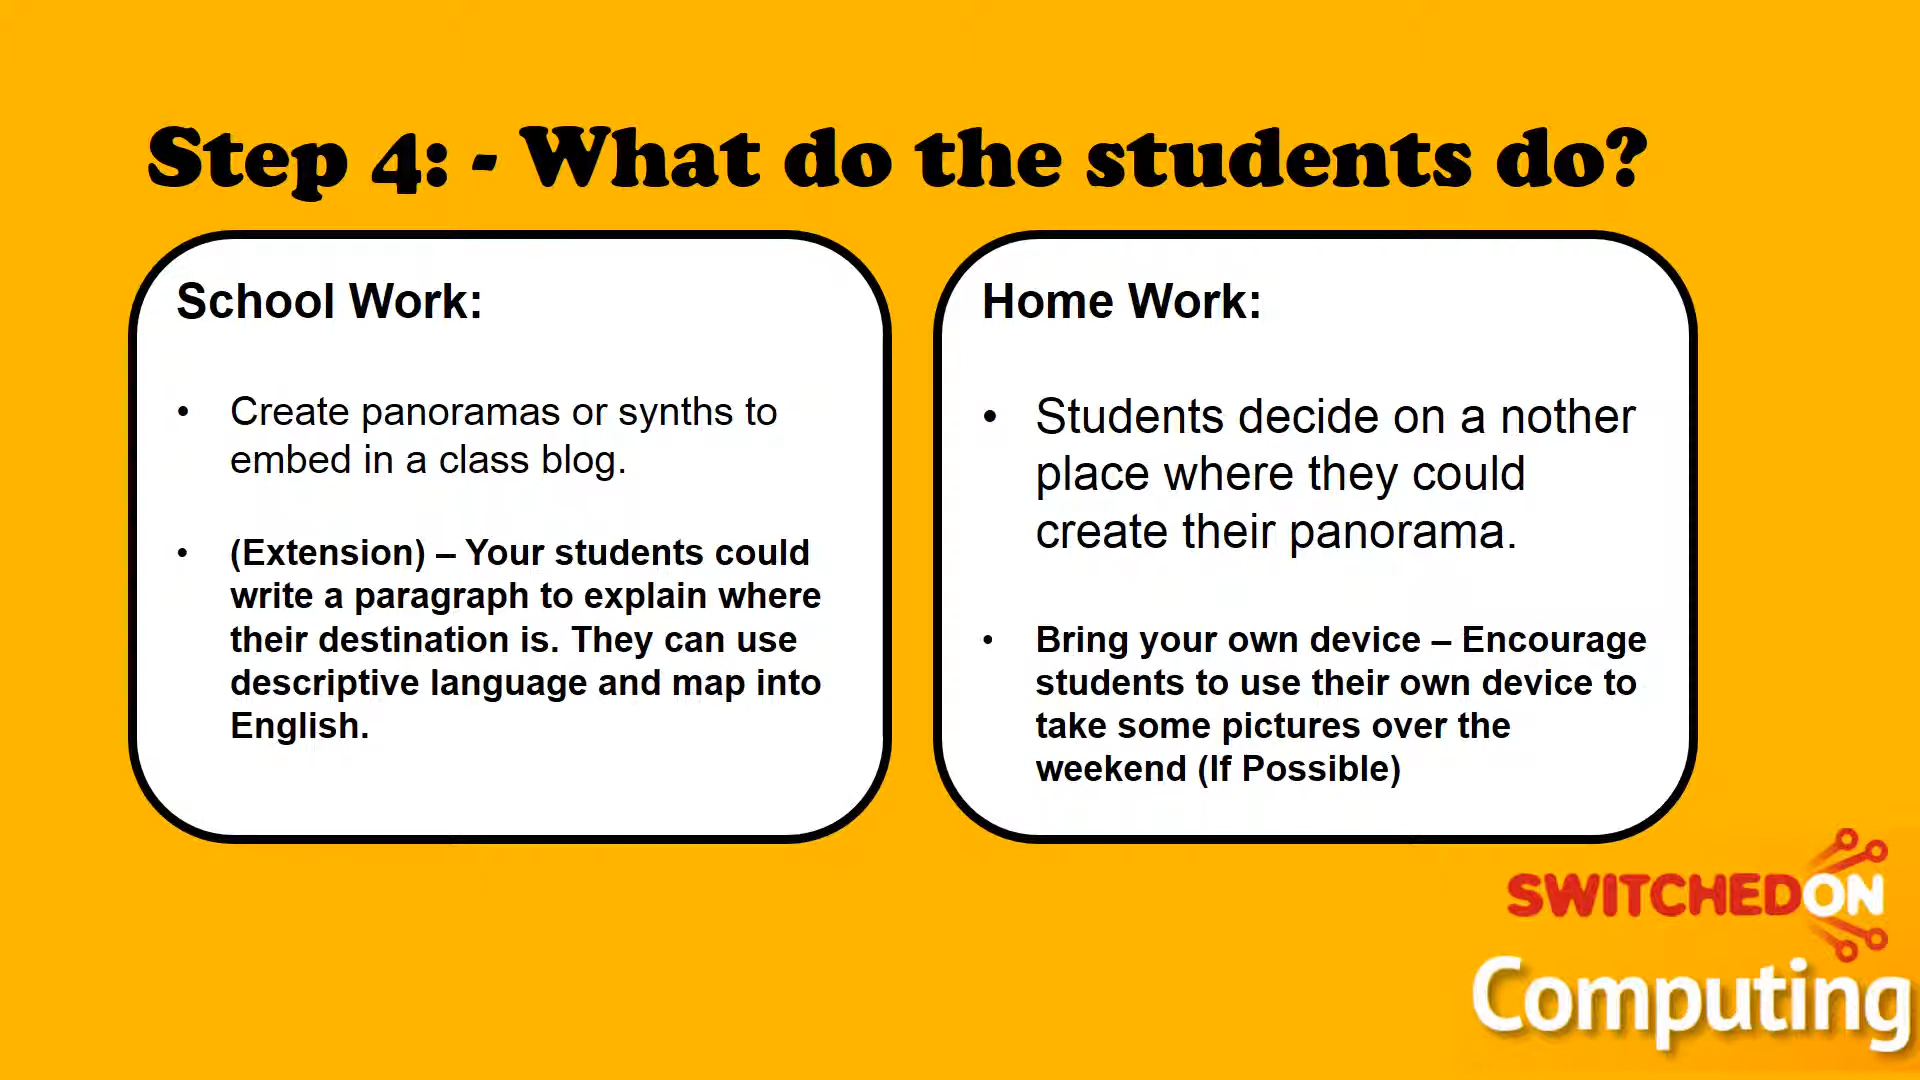 Step 4: - What do the students do?
School Work:
• Create panoramas or synths to
embed in a class blog.
• (Extension) – Your students could
write a paragraph to explain where
their destination is. They can use
descriptive language and map into
English.
Home Work:
• Students decide on a nother
place where they could
create their panorama.
• Bring your own device – Encourage
students to use their own device to
take some pictures over the
weekend (If Possible)
SWITCHEDON
Computing